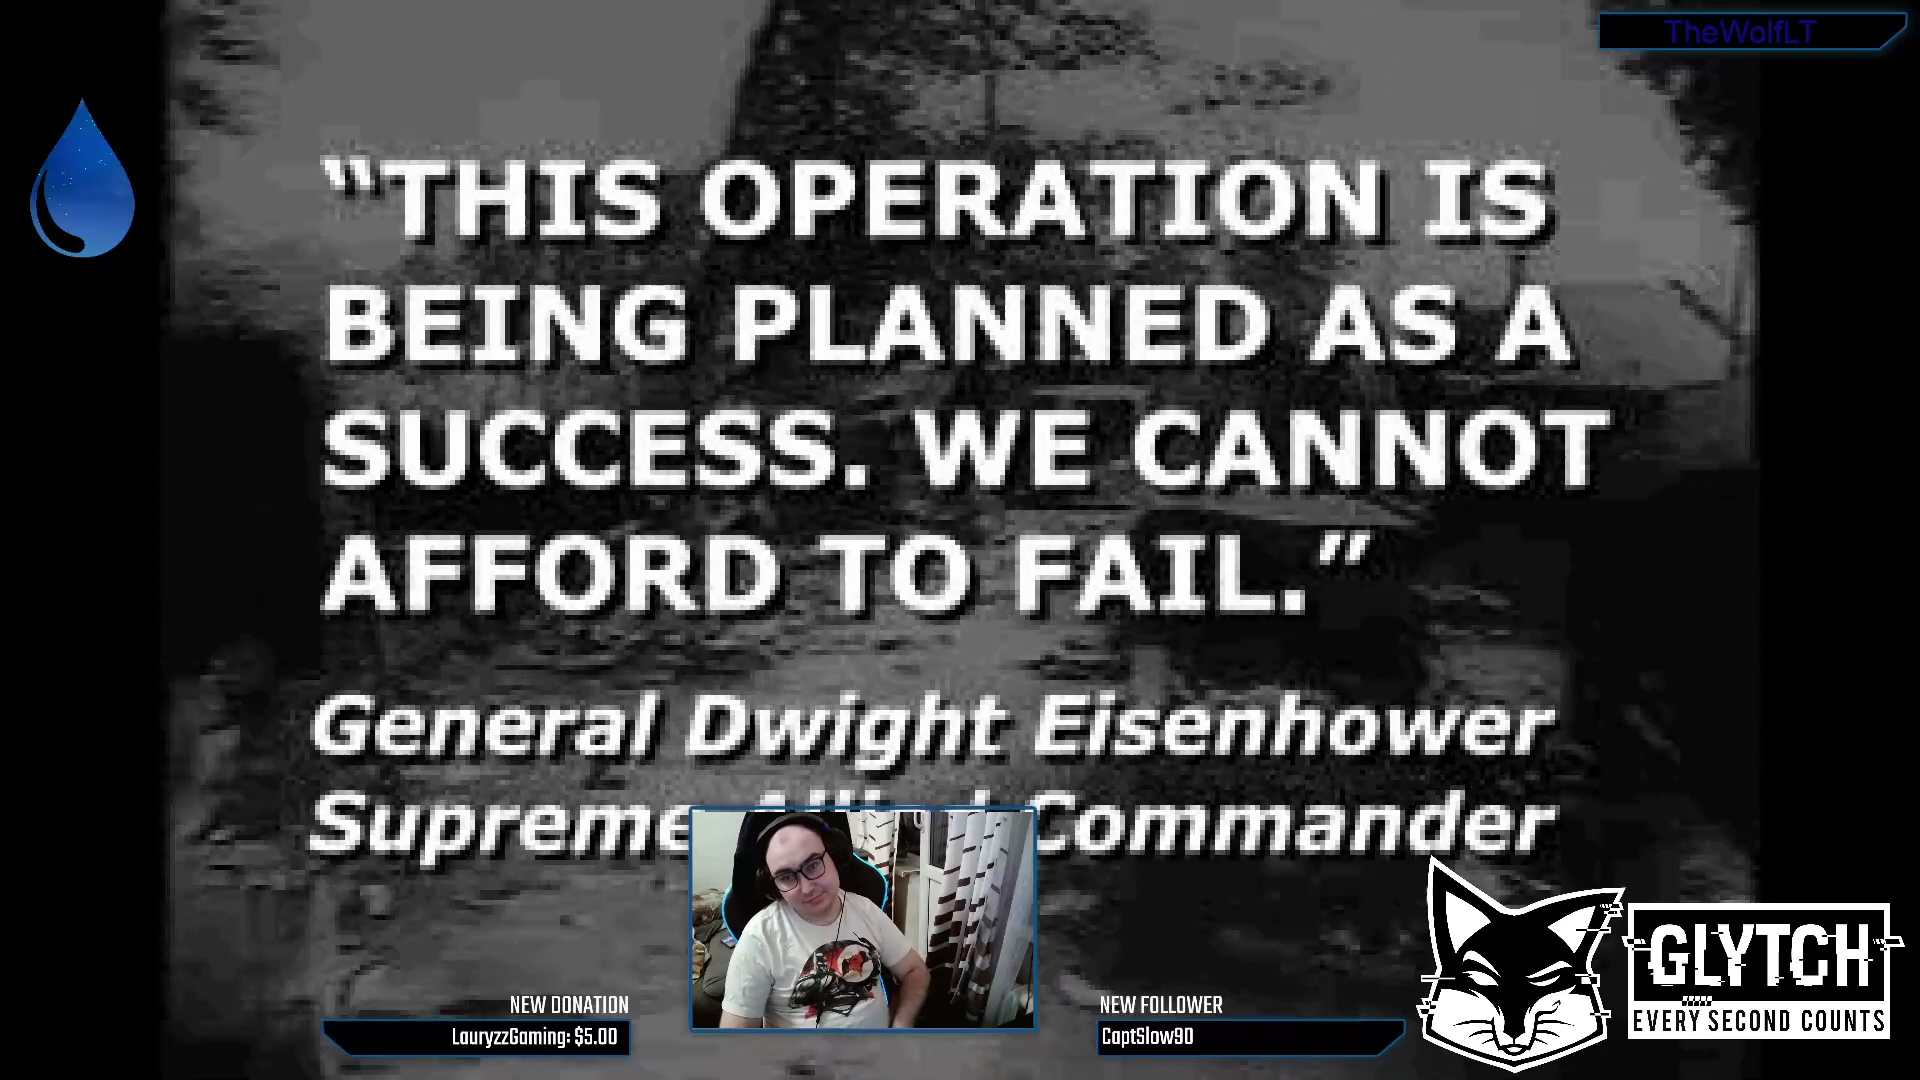 TheWolfLT
“THIS OPERATION IS
BEING PLANNED AS A
SUCCESS. WE CANNOT
AFFORD TO FAIL.”
General Dwight Eisenhower
Supreme Commander
NEW DONATION
LauryzzGaming: $5.00
NEW FOLLOWER
CaptSlow90
GLYTCH
EVERY SECOND COUNTS